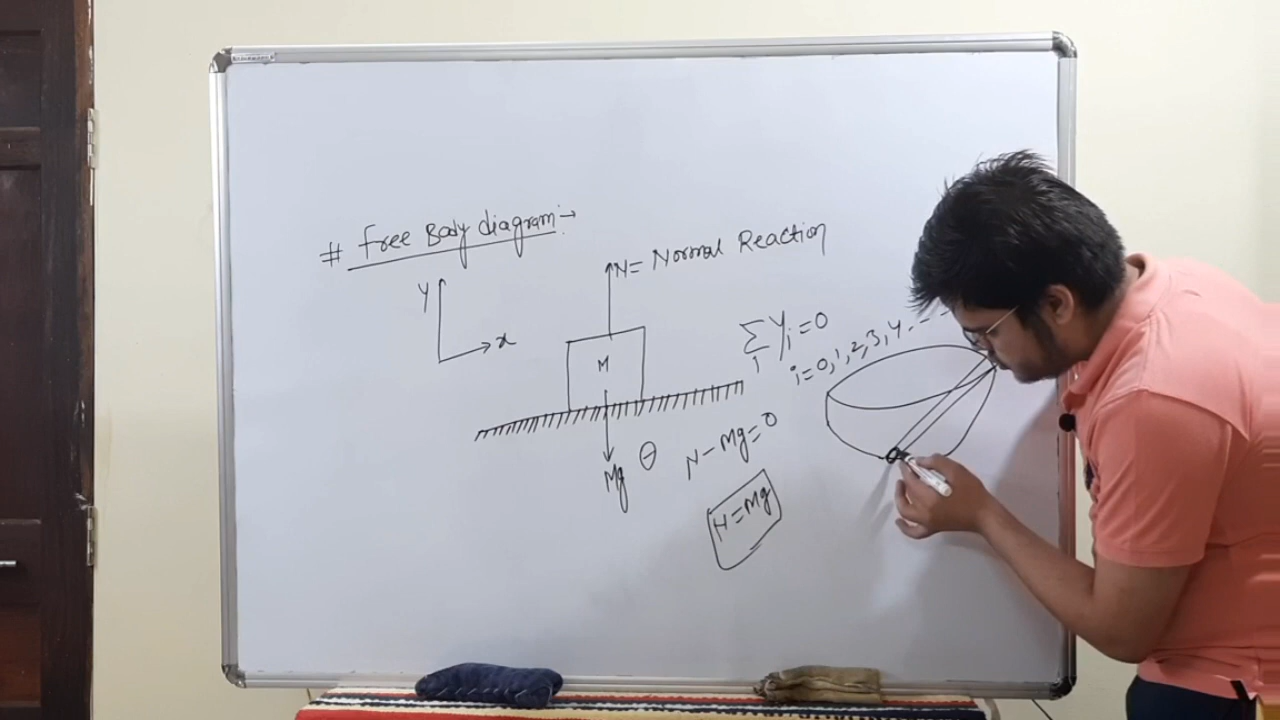 # Free Body diagram:→
y
x
N= Normal Reaction
M
Mg
θ
∑ Yᵢ = 0
i
i=0,1,2,3,4. - -
N-Mg=0
N=Mg